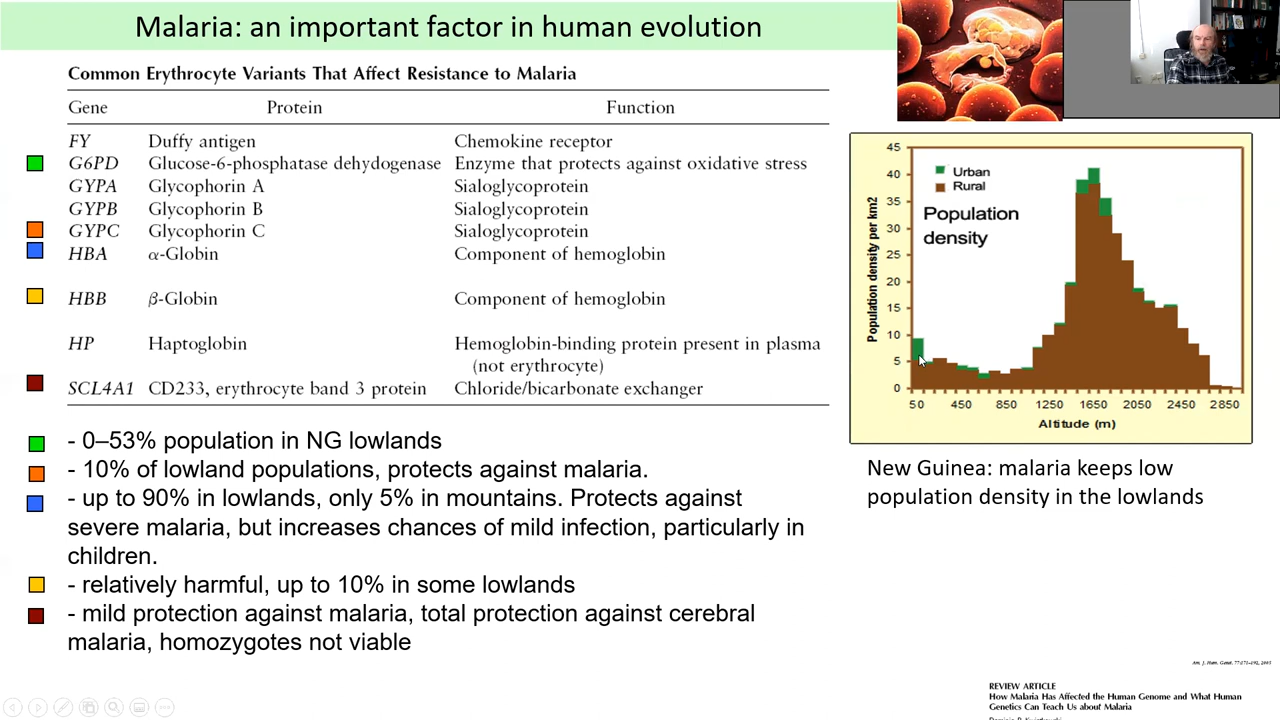 Malaria: an important factor in human evolution
Common Erythrocyte Variants That Affect Resistance to Malaria
Gene Protein Function
FY Duffy antigen Chemokine receptor
G6PD Glucose-6-phosphatase dehydrogenase Enzyme that protects against oxidative stress
GYPA Glycophorin A Sialoglycoprotein
GYPB Glycophorin B Sialoglycoprotein
GYPC Glycophorin C Sialoglycoprotein
HBA α-Globin Component of hemoglobin
HBB β-Globin Component of hemoglobin
HP Haptoglobin Hemoglobin-binding protein present in plasma
(not erythrocyte)
SCL4A1 CD233, erythrocyte band 3 protein Chloride/bicarbonate exchanger
- 0–53% population in NG lowlands
- 10% of lowland populations, protects against malaria.
- up to 90% in lowlands, only 5% in mountains. Protects against
severe malaria, but increases chances of mild infection, particularly in
children.
- relatively harmful, up to 10% in some lowlands
- mild protection against malaria, total protection against cerebral
malaria, homozygotes not viable
Population density per km2
45
40
35
30
25
20
15
10
5
0
Urban
Rural
Population
density
50 450 850 1250 1650 2050 2450 2850
Altitude (m)
New Guinea: malaria keeps low
population density in the lowlands
Am. J. Hum. Genet. 77:171–192, 2005
REVIEW ARTICLE
How Malaria Has Affected the Human Genome and What Human
Genetics Can Teach Us about Malaria